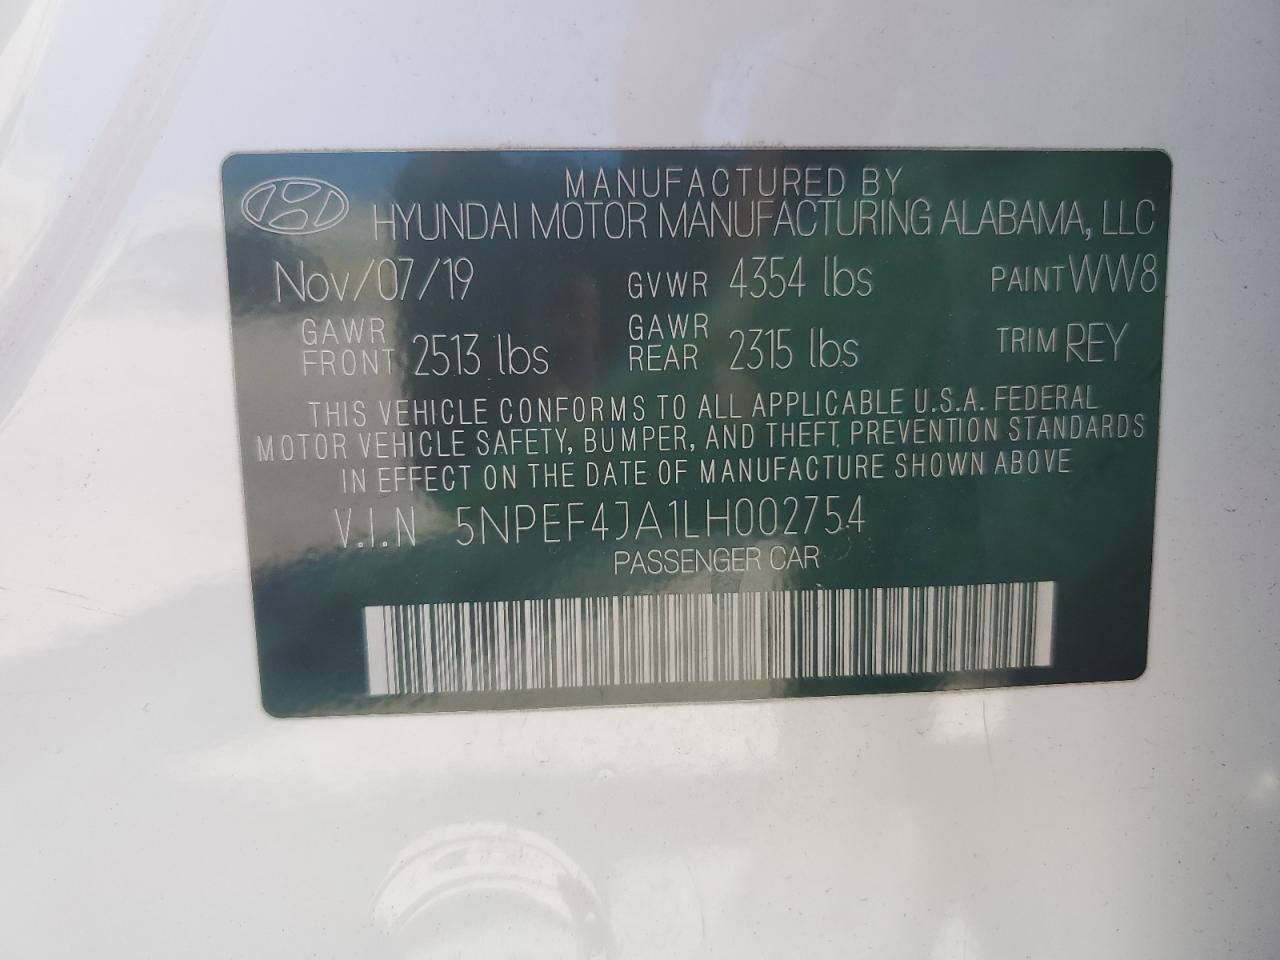 MANUFACTURED BY
HYUNDAI MOTOR MANUFACTURING ALABAMA, LLC
Nov/07/19 GVWR 4354 lbs PAINT WW8
GAWR FRONT 2513 lbs GAWR REAR 2315 lbs TRIM REY
THIS VEHICLE CONFORMS TO ALL APPLICABLE U.S.A. FEDERAL
MOTOR VEHICLE SAFETY, BUMPER, AND THEFT PREVENTION STANDARDS
IN EFFECT ON THE DATE OF MANUFACTURE SHOWN ABOVE
V.I.N 5NPEF4JA1LH002754
PASSENGER CAR